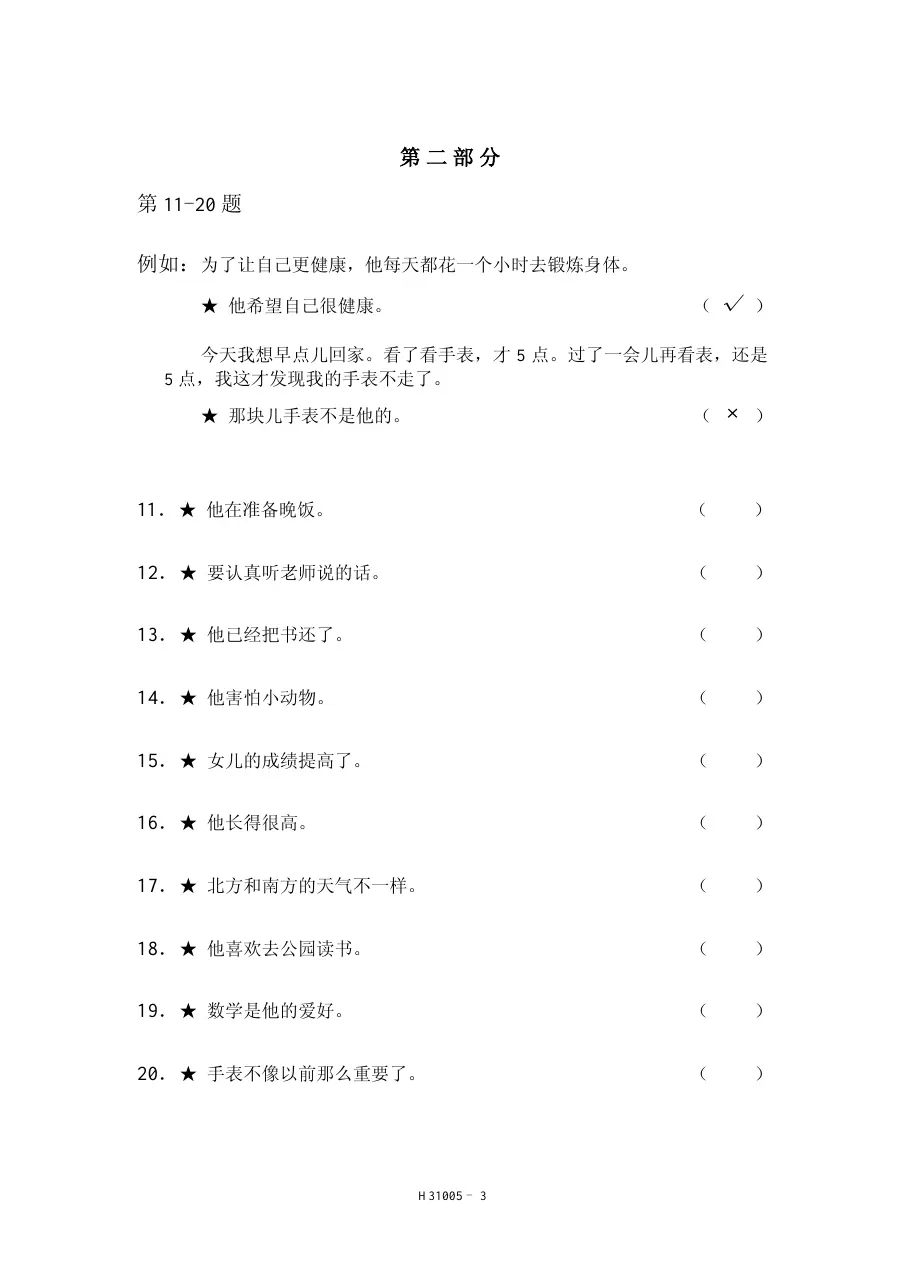 第二部分
第 11-20 题
例如：为了让自己更健康，他每天都花一个小时去锻炼身体。
★ 他希望自己很健康。 （ √ ）
今天我想早点儿回家。看了看手表，才 5 点。过了一会儿再看表，还是
5 点，我这才发现我的手表不走了。
★ 那块儿手表不是他的。 （ × ）
11. ★ 他在准备晚饭。 （ ）
12. ★ 要认真听老师说的话。 （ ）
13. ★ 他已经把书还了。 （ ）
14. ★ 他害怕小动物。 （ ）
15. ★ 女儿的成绩提高了。 （ ）
16. ★ 他长得很高。 （ ）
17. ★ 北方和南方的天气不一样。 （ ）
18. ★ 他喜欢去公园读书。 （ ）
19. ★ 数学是他的爱好。 （ ）
20. ★ 手表不像以前那么重要了。 （ ）
H31005 - 3